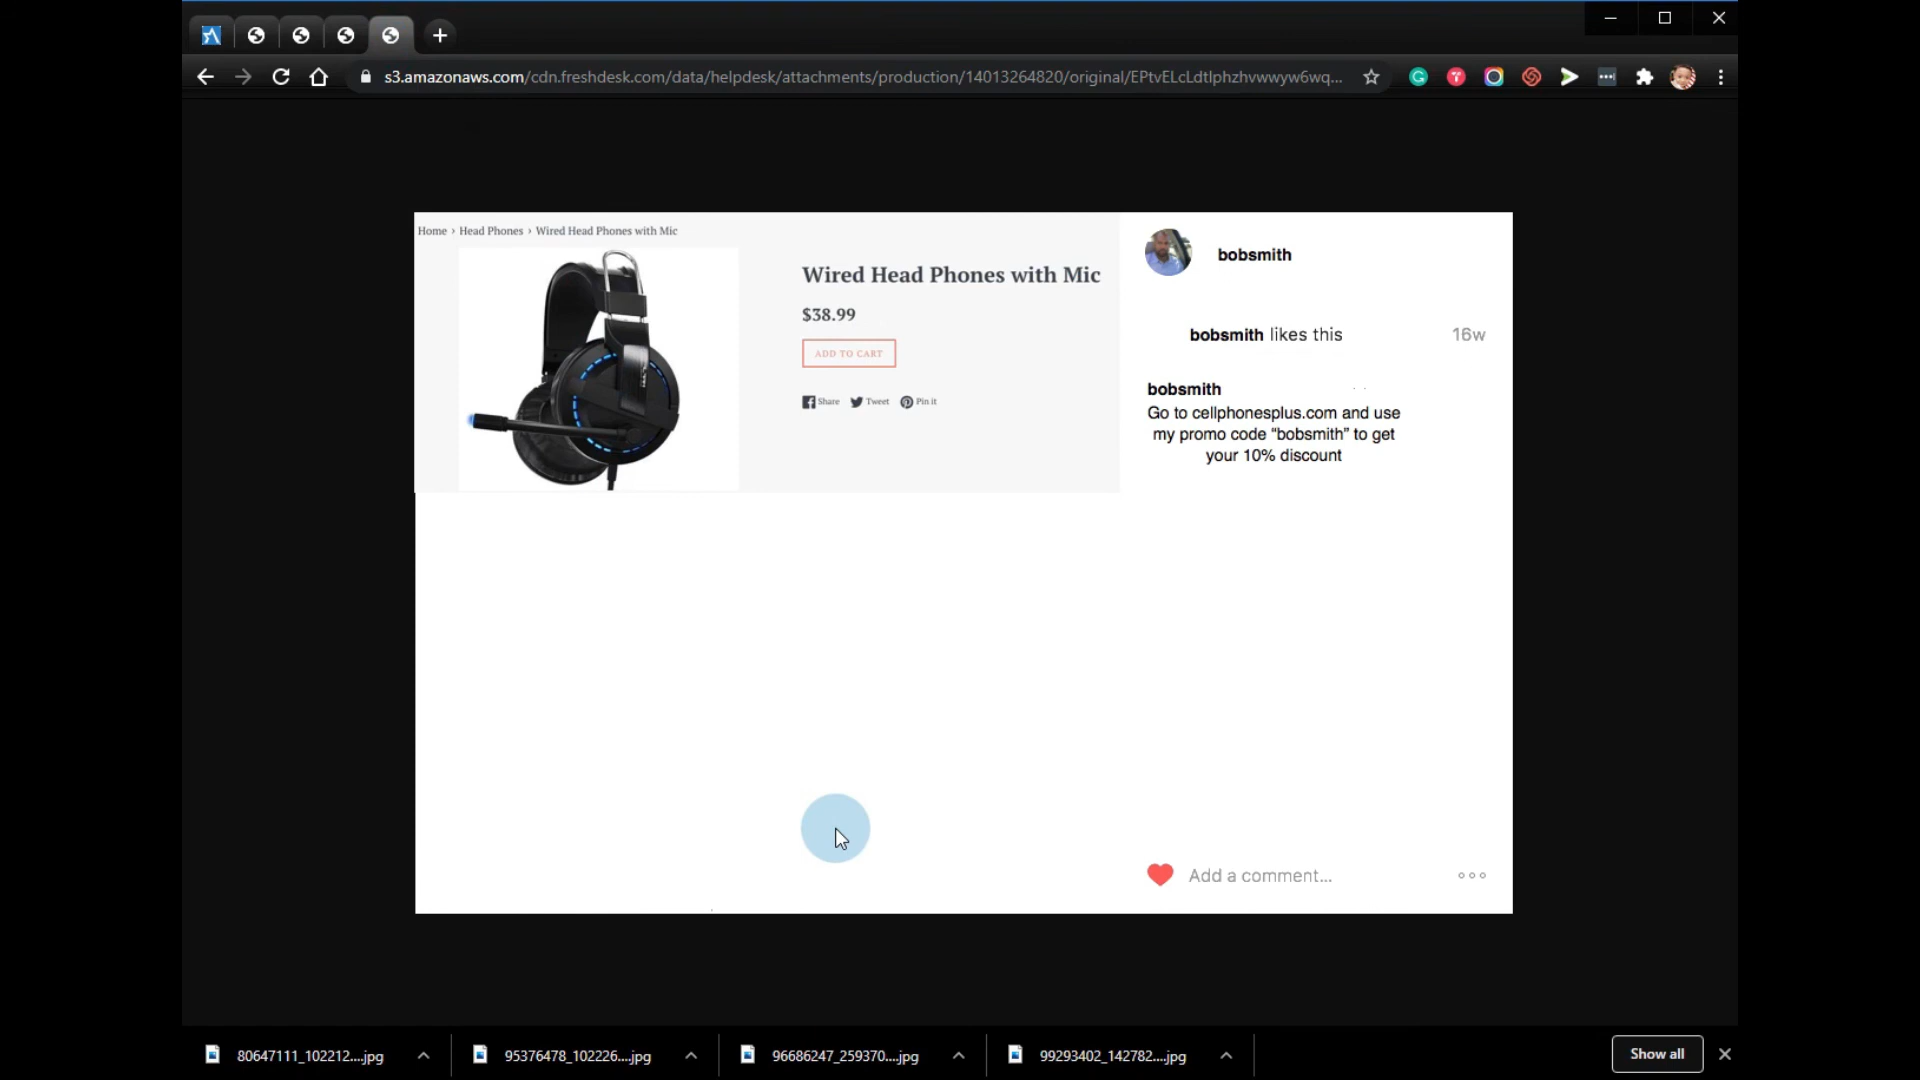 s3.amazonaws.com/cdn.freshdesk.com/data/helpdesk/attachments/production/14013264820/original/EPtvELcLdtlphzhvwwyw6wq...
Home › Head Phones › Wired Head Phones with Mic
Wired Head Phones with Mic
$38.99
ADD TO CART
Share Tweet Pin it
bobsmith
bobsmith likes this 16w
bobsmith
Go to cellphonesplus.com and use
my promo code “bobsmith” to get
your 10% discount
Add a comment...
80647111_102212....jpg
95376478_102226....jpg
96686247_259370....jpg
99293402_142782....jpg
Show all